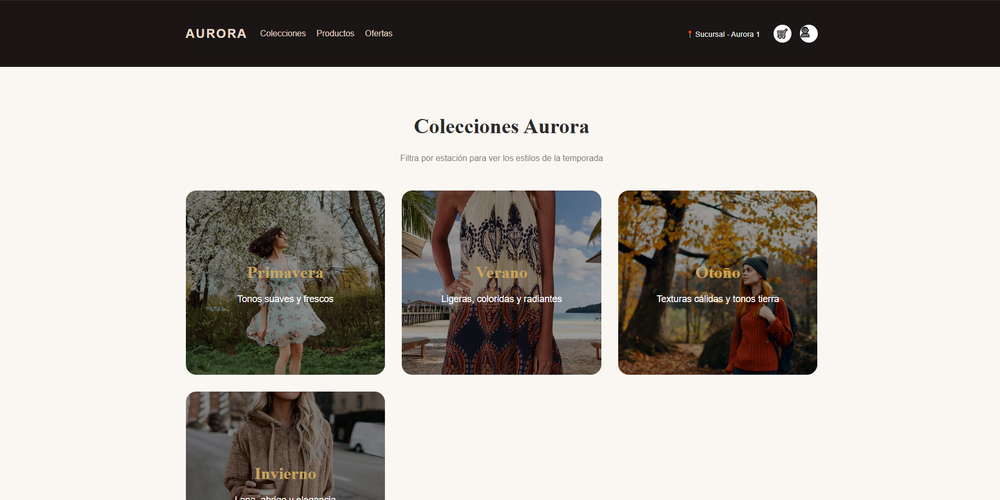 AURORA Colecciones Productos Ofertas Sucursal - Aurora 1
Colecciones Aurora
Filtra por estación para ver los estilos de la temporada
Primavera
Tonos suaves y frescos
Verano
Ligeras, coloridas y radiantes
Otoño
Texturas cálidas y tonos tierra
Invierno
Lana, abrigo y elegancia